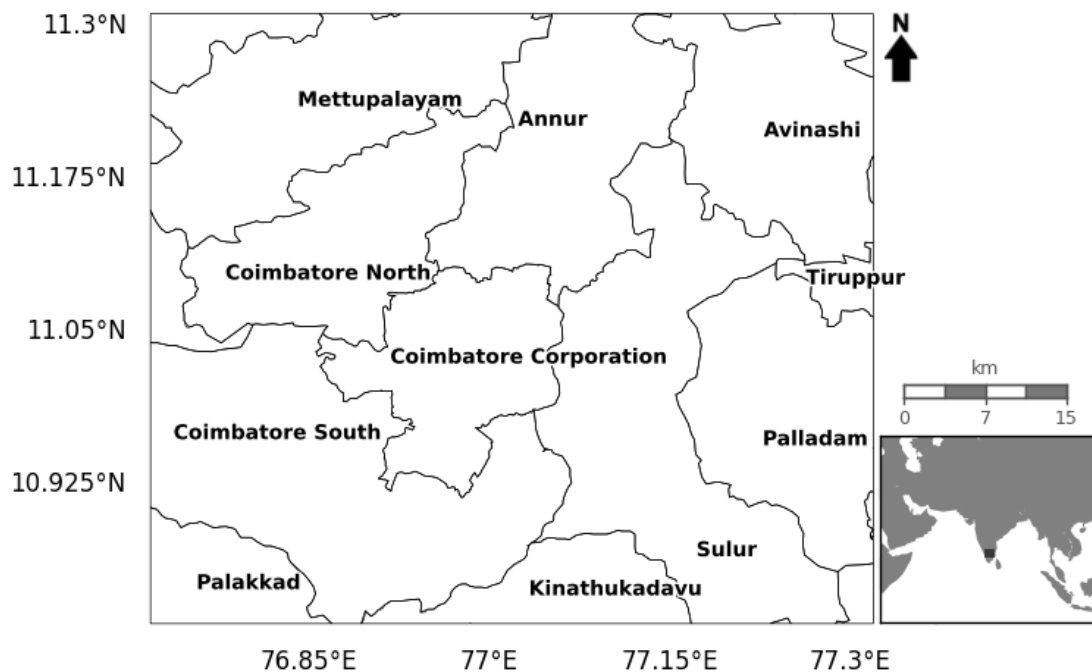 11.3°N
N
Mettupalayam
Annur
Avinashi
11.175°N
Coimbatore North
Tiruppur
11.05°N
Coimbatore Corporation
km
0 7 15
Coimbatore South
Palladam
10.925°N
Sulur
Palakkad
Kinathukadavu
76.85°E 77°E 77.15°E 77.3°E